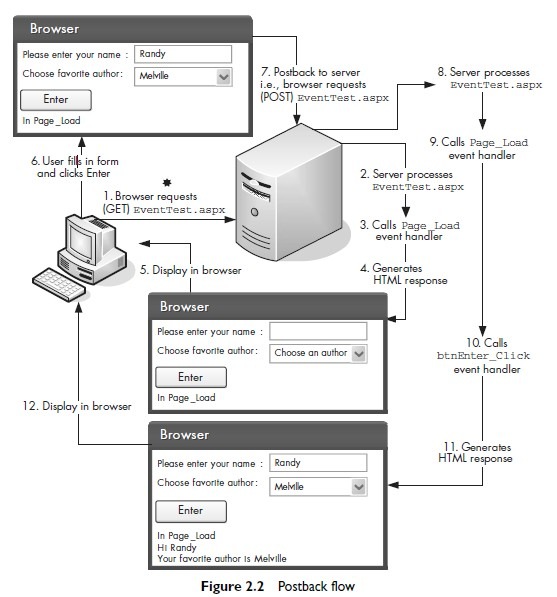 Browser
Please enter your name : Randy
Choose favorite author: Melville
Enter
In Page_Load
7. Postback to server
i.e., browser requests
(POST) EventTest.aspx
8. Server processes
EventTest.aspx
9. Calls Page_Load
event handler
6. User fills in form
and clicks Enter
1. Browser requests
(GET) EventTest.aspx
2. Server processes
EventTest.aspx
3. Calls Page_Load
event handler
4. Generates
HTML response
5. Display in browser
Browser
Please enter your name :
Choose favorite author: Choose an author
Enter
In Page_Load
10. Calls
btnEnter_Click
event handler
12. Display in browser
Browser
Please enter your name : Randy
Choose favorite author: Melville
Enter
In Page_Load
Hi Randy
Your favorite author is Melville
11. Generates
HTML response
Figure 2.2 Postback flow